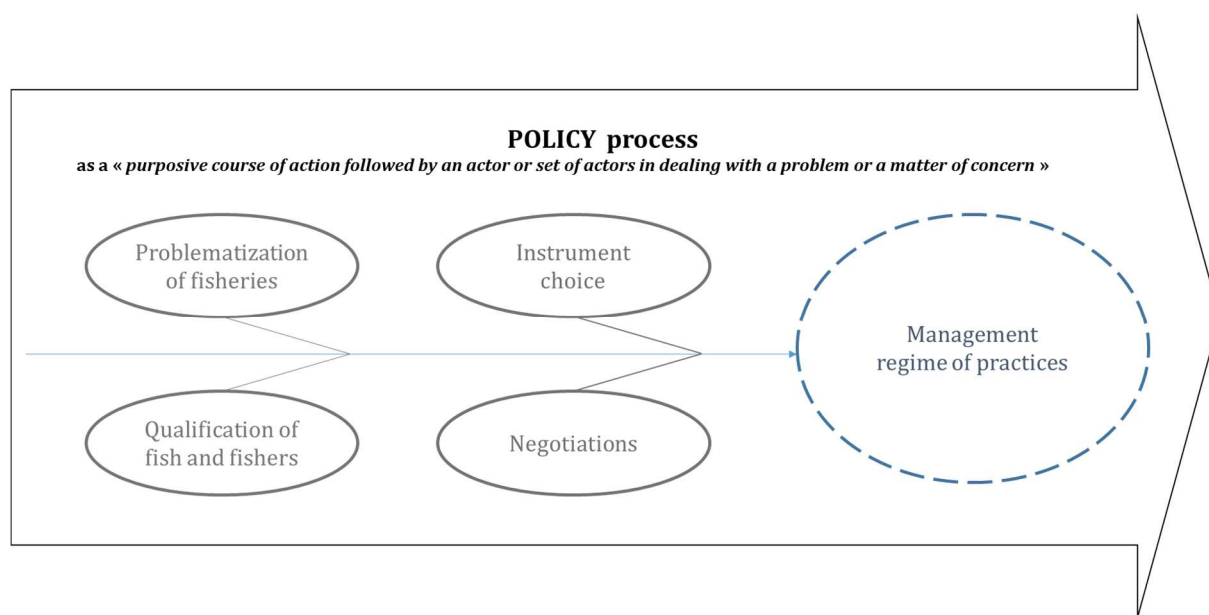 POLICY process
as a « purposive course of action followed by an actor or set of actors in dealing with a problem or a matter of concern »
Problematization
of fisheries
Instrument
choice
Management
regime of practices
Qualification of
fish and fishers
Negotiations